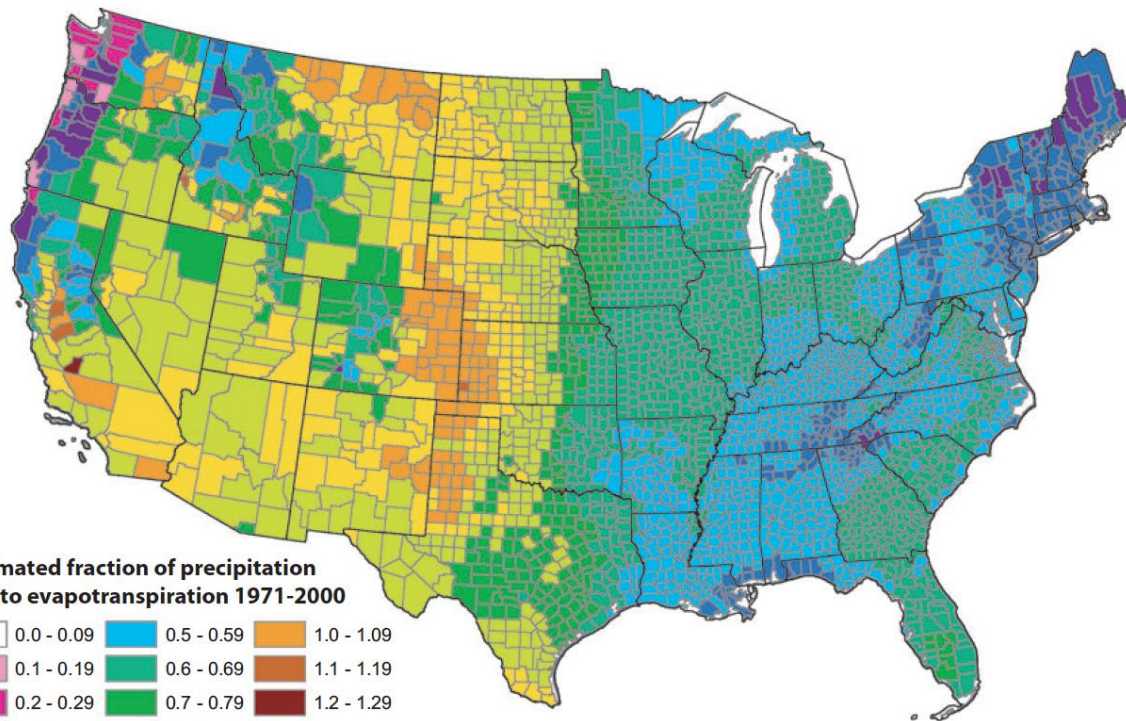 mated fraction of precipitation
to evapotranspiration 1971-2000
0.0 - 0.09 0.5 - 0.59 1.0 - 1.09
0.1 - 0.19 0.6 - 0.69 1.1 - 1.19
0.2 - 0.29 0.7 - 0.79 1.2 - 1.29